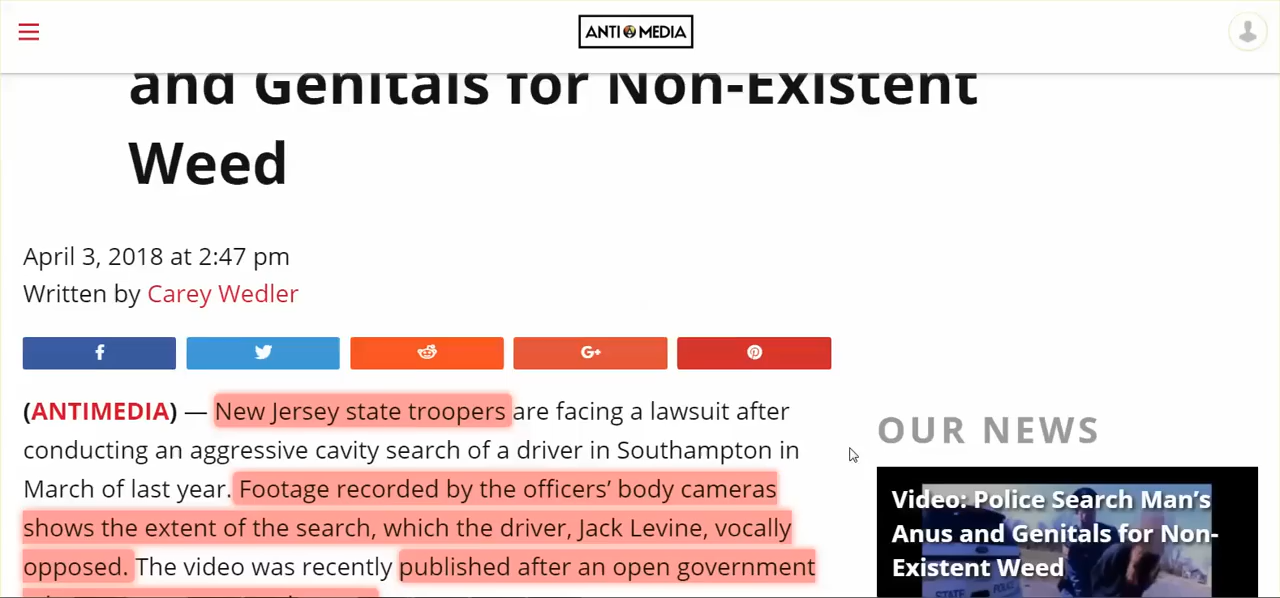 ANTI MEDIA
and Genitals for Non-Existent
Weed
April 3, 2018 at 2:47 pm
Written by Carey Wedler
(ANTIMEDIA) — New Jersey state troopers are facing a lawsuit after
conducting an aggressive cavity search of a driver in Southampton in
March of last year. Footage recorded by the officers’ body cameras
shows the extent of the search, which the driver, Jack Levine, vocally
opposed. The video was recently published after an open government
OUR NEWS
Video: Police Search Man’s
Anus and Genitals for Non-
Existent Weed
STATE